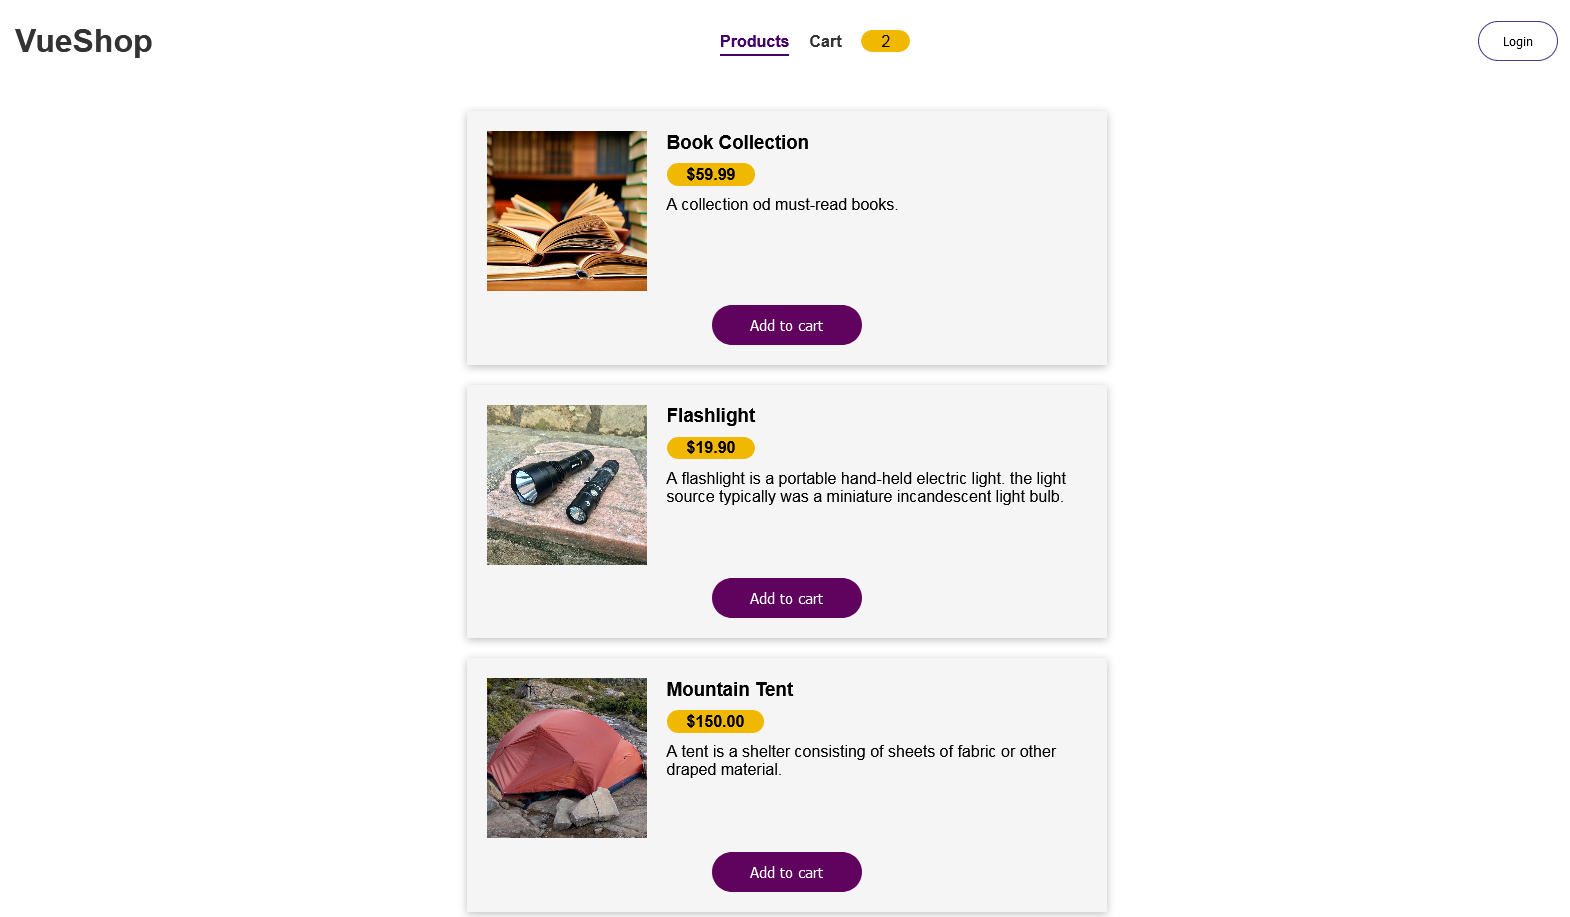 VueShop
Products Cart 2
Login
Book Collection
$59.99
A collection od must-read books.
Add to cart
Flashlight
$19.90
A flashlight is a portable hand-held electric light. the light
source typically was a miniature incandescent light bulb.
Add to cart
Mountain Tent
$150.00
A tent is a shelter consisting of sheets of fabric or other
draped material.
Add to cart